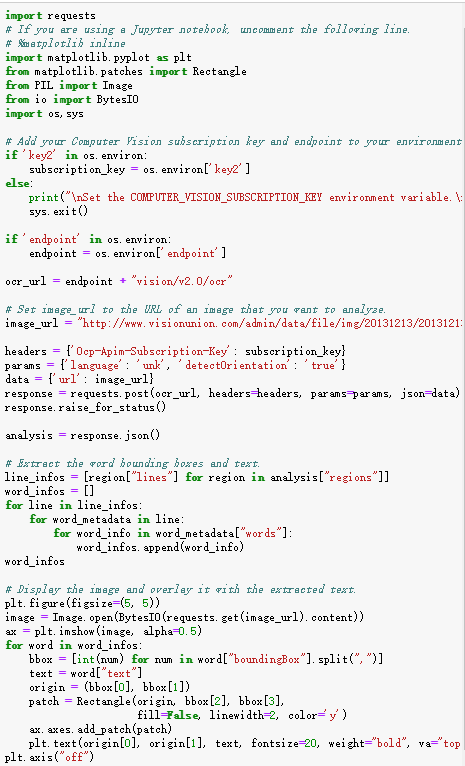 import requests
# If you are using a Jupyter notebook, uncomment the following line.
# %matplotlib inline
import matplotlib.pyplot as plt
from matplotlib.patches import Rectangle
from PIL import Image
from io import BytesIO
import os,sys

# Add your Computer Vision subscription key and endpoint to your environment
if 'key2' in os.environ:
    subscription_key = os.environ['key2']
else:
    print("\nSet the COMPUTER_VISION_SUBSCRIPTION_KEY environment variable.\
    sys.exit()

if 'endpoint' in os.environ:
    endpoint = os.environ['endpoint']

ocr_url = endpoint + "vision/v2.0/ocr"

# Set image_url to the URL of an image that you want to analyze.
image_url = "http://www.visionunion.com/admin/data/file/img/20131213/2013121

headers = {'Ocp-Apim-Subscription-Key': subscription_key}
params = {'language': 'unk', 'detectOrientation': 'true'}
data = {'url': image_url}
response = requests.post(ocr_url, headers=headers, params=params, json=data)
response.raise_for_status()

analysis = response.json()

# Extract the word bounding boxes and text.
line_infos = [region["lines"] for region in analysis["regions"]]
word_infos = []
for line in line_infos:
    for word_metadata in line:
        for word_info in word_metadata["words"]:
            word_infos.append(word_info)
word_infos

# Display the image and overlay it with the extracted text.
plt.figure(figsize=(5, 5))
image = Image.open(BytesIO(requests.get(image_url).content))
ax = plt.imshow(image, alpha=0.5)
for word in word_infos:
    bbox = [int(num) for num in word["boundingBox"].split(",")]
    text = word["text"]
    origin = (bbox[0], bbox[1])
    patch = Rectangle(origin, bbox[2], bbox[3],
                      fill=False, linewidth=2, color='y')
    ax.axes.add_patch(patch)
    plt.text(origin[0], origin[1], text, fontsize=20, weight="bold", va="top
plt.axis("off")